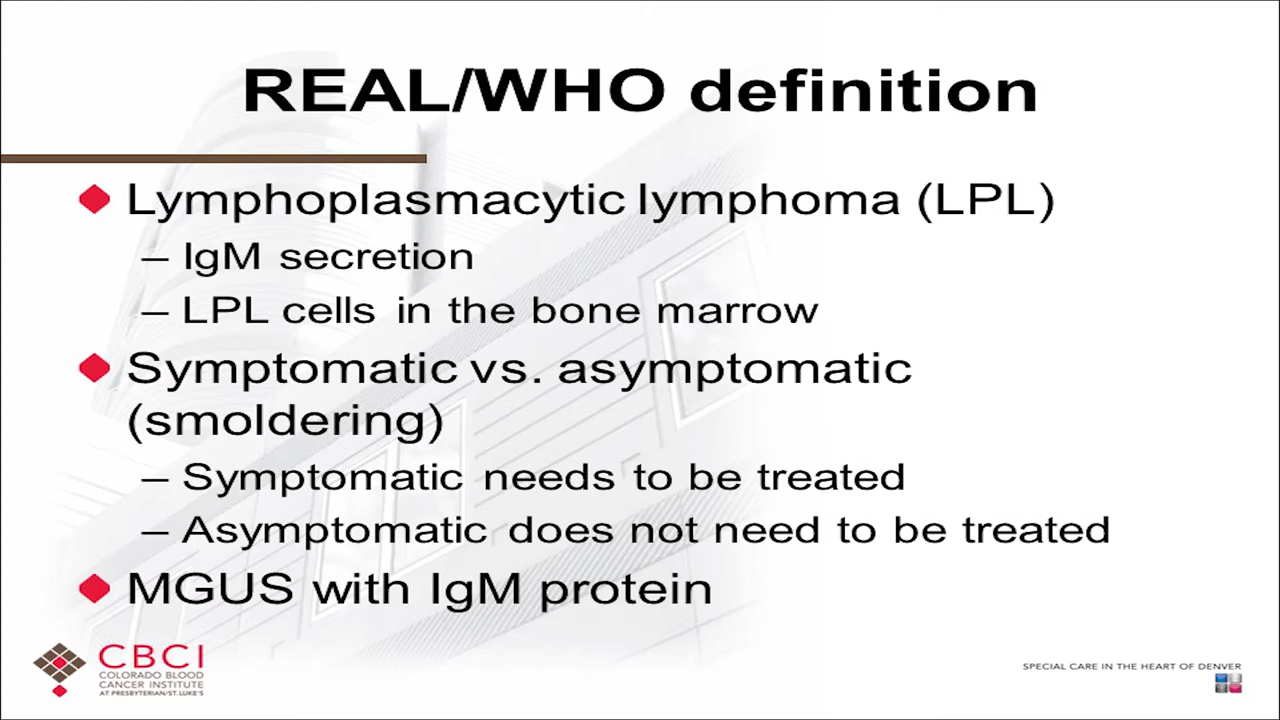 REAL/WHO definition
Lymphoplasmacytic lymphoma (LPL)
– IgM secretion
– LPL cells in the bone marrow
Symptomatic vs. asymptomatic
(smoldering)
– Symptomatic needs to be treated
– Asymptomatic does not need to be treated
MGUS with IgM protein
CBCI
COLORADO BLOOD
CANCER INSTITUTE
AT PRESBYTERIAN/ST. LUKE'S
SPECIAL CARE IN THE HEART OF DENVER